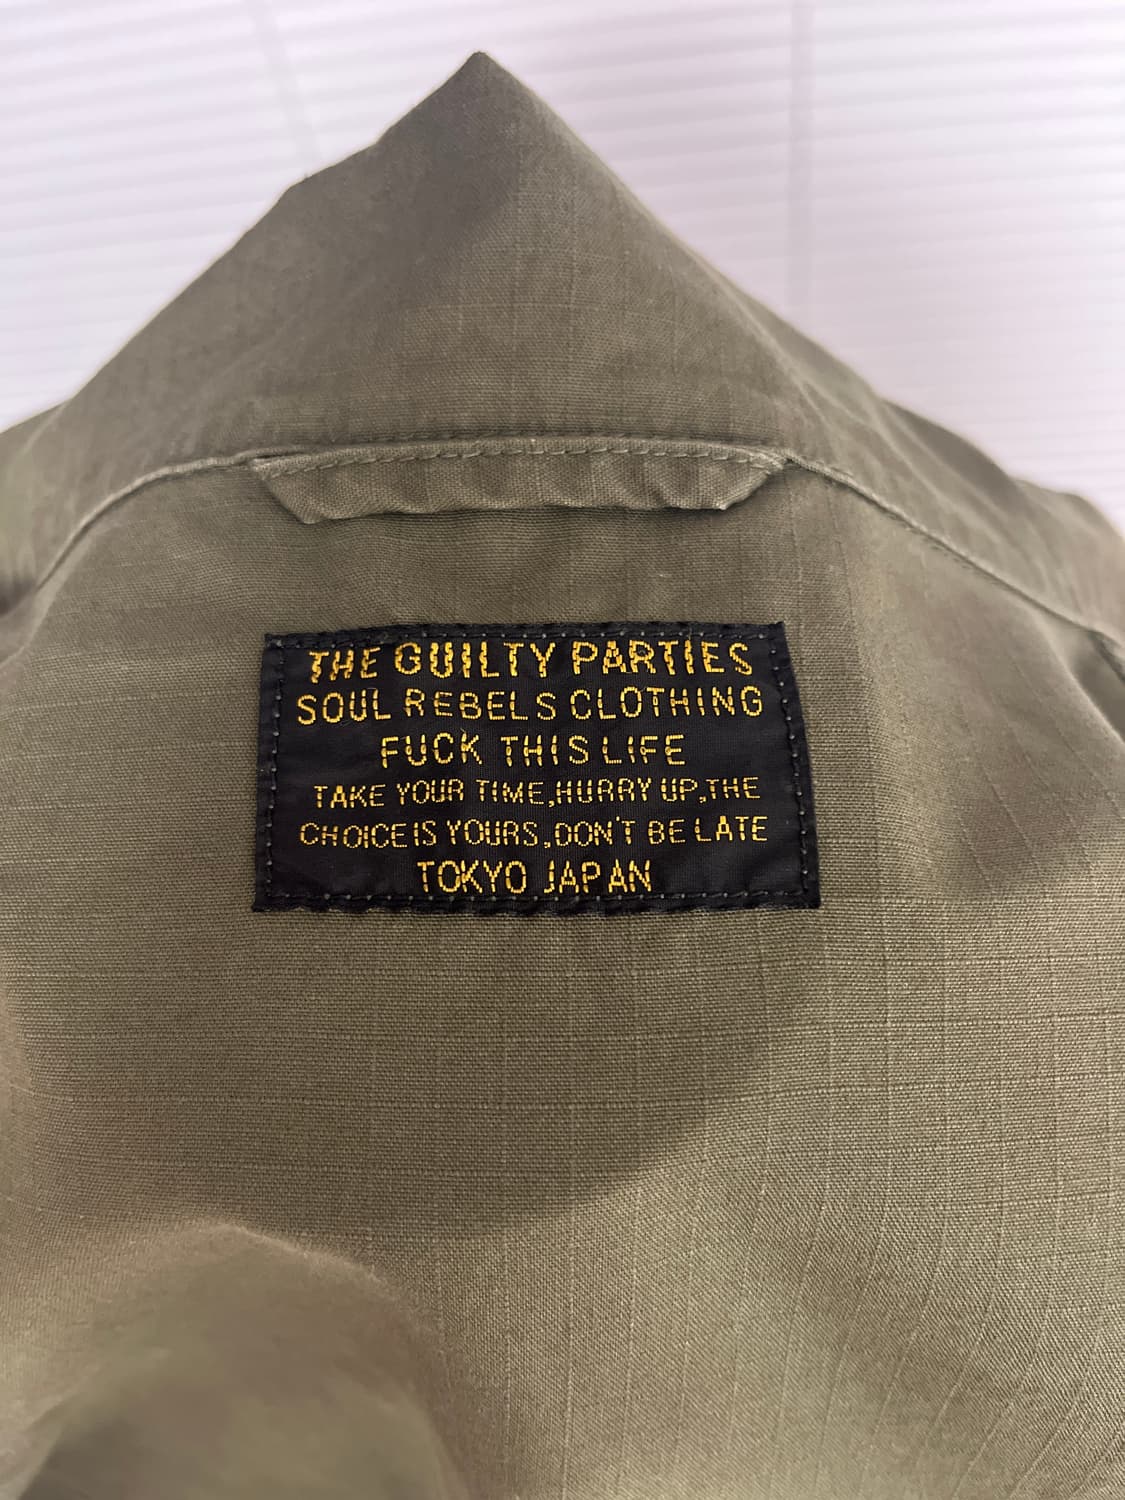 THE GUILTY PARTIES
SOUL REBELS CLOTHING
FUCK THIS LIFE
TAKE YOUR TIME,HURRY UP,THE
CHOICE IS YOURS,DON'T BE LATE
TOKYO JAPAN